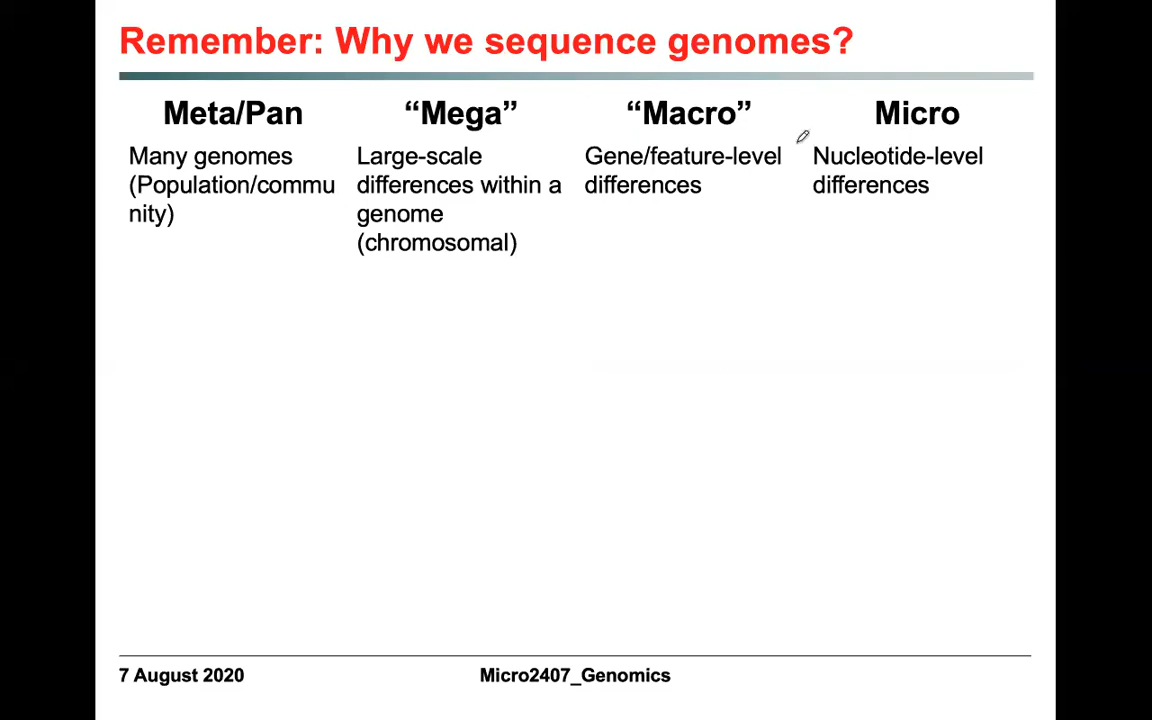 Remember: Why we sequence genomes?
Meta/Pan
Many genomes
(Population/commu
nity)
“Mega”
Large-scale
differences within a
genome
(chromosomal)
“Macro”
Gene/feature-level
differences
Micro
Nucleotide-level
differences
7 August 2020
Micro2407_Genomics